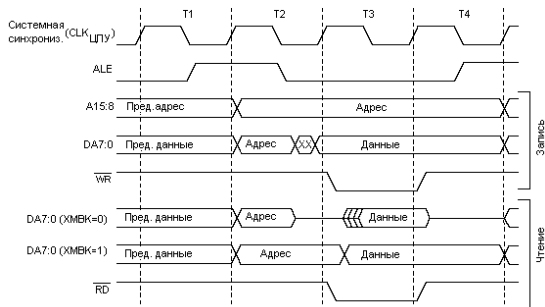 T1 T2 T3 T4
Системная
синхрониз. (CLK ЦПУ)
ALE
A15:8 Пред.адрес Адрес
DA7:0 Пред. данные Адрес XX Данные
WR
Запись
DA7:0 (XMBK=0) Пред. данные Адрес Данные
DA7:0 (XMBK=1) Пред. данные Адрес Данные
RD
Чтение